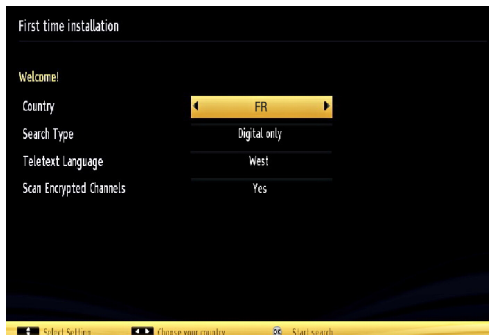 First time installation
Welcome!
Country FR
Search Type Digital only
Teletext Language West
Scan Encrypted Channels Yes
Select Setting Choose your country OK Start search